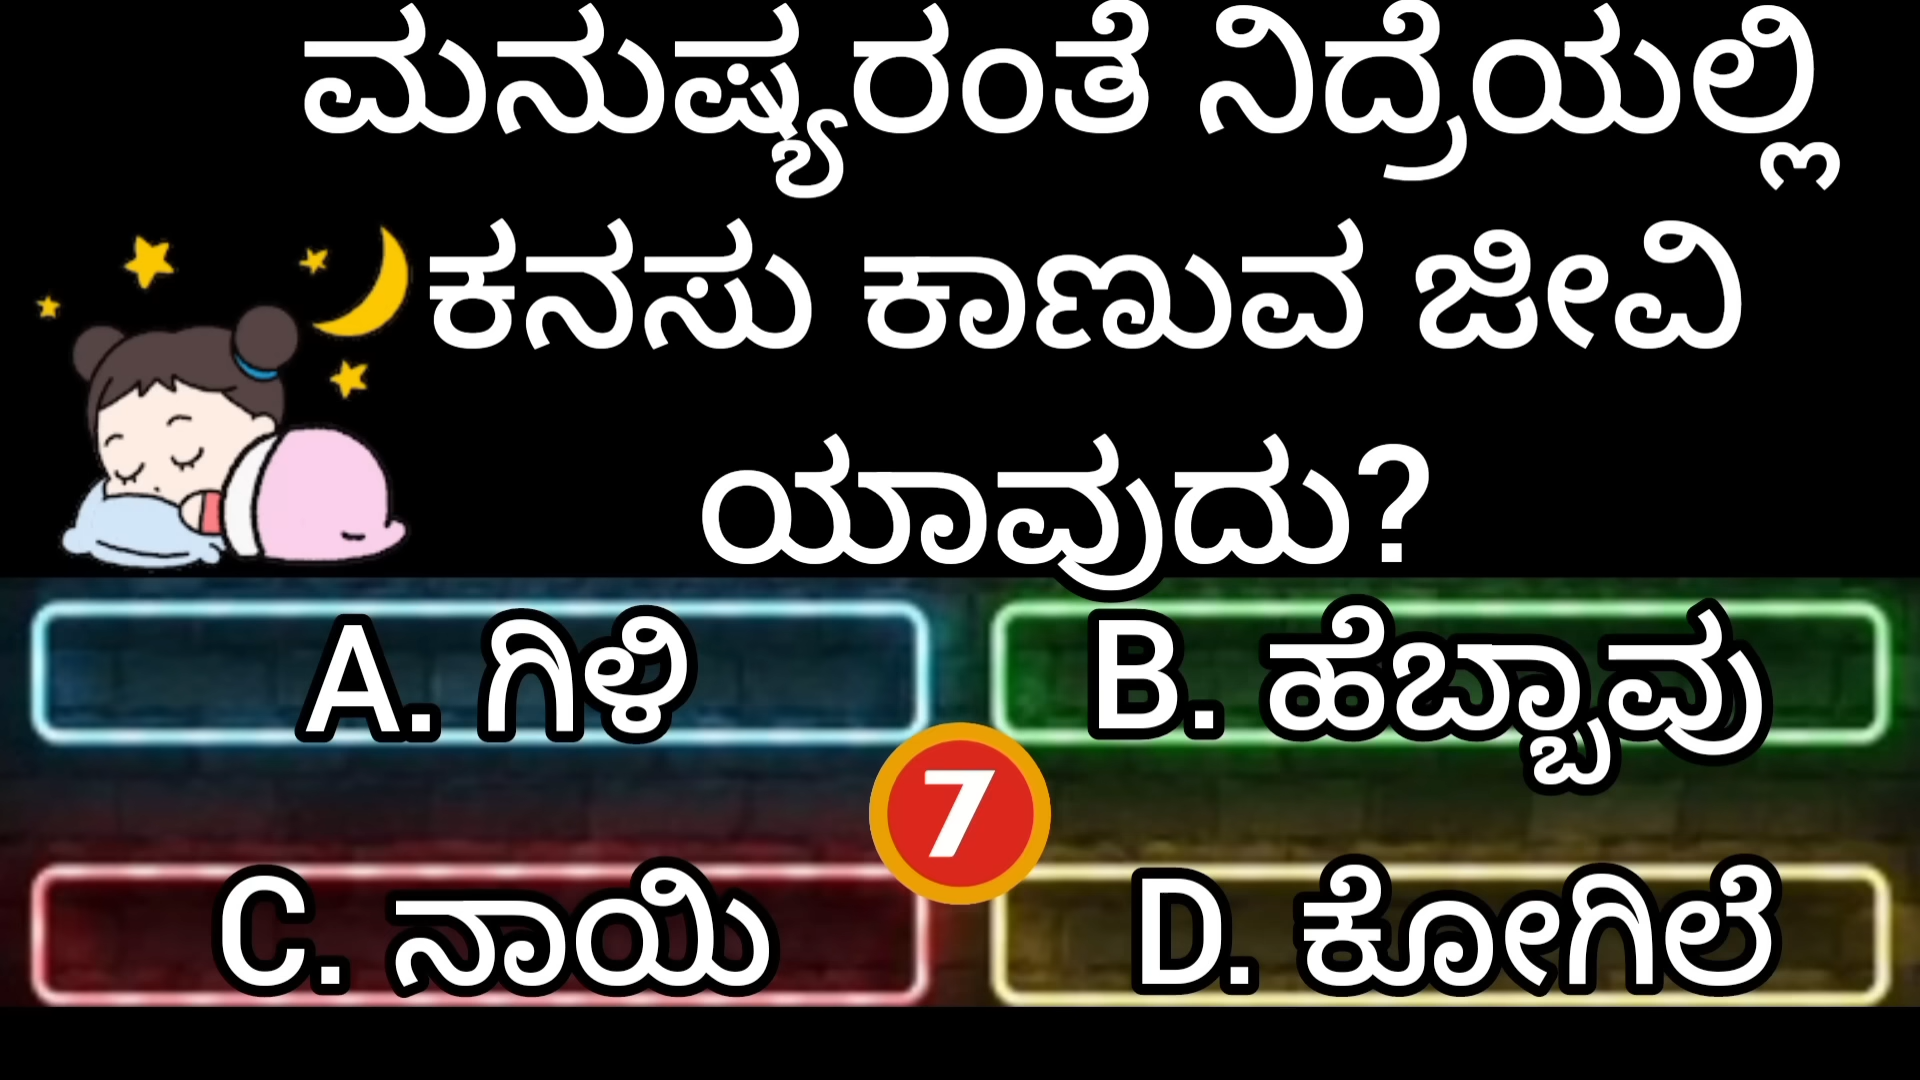 ಮನುಷ್ಯರಂತೆ ನಿದ್ರೆಯಲ್ಲಿ
ಕನಸು ಕಾಣುವ ಜೀವಿ
ಯಾವುದು?
A. ಗಿಳಿ
B. ಹೆಬ್ಬಾವು
7
C. ನಾಯಿ
D. ಕೋಗಿಲೆ